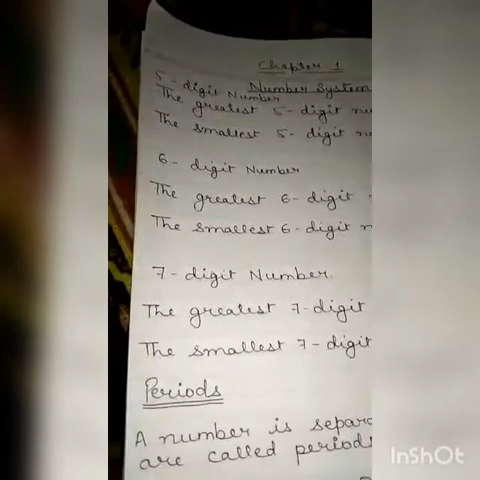 Chapter-1
Number System
5-digit Number
The greatest 5-digit
The smallest 5-digit
6-digit Number
The greatest 6-digit
The smallest 6-digit
7-digit Number
The greatest 7-digit
The smallest 7-digit
Periods
A number is
are called periods
InShOt